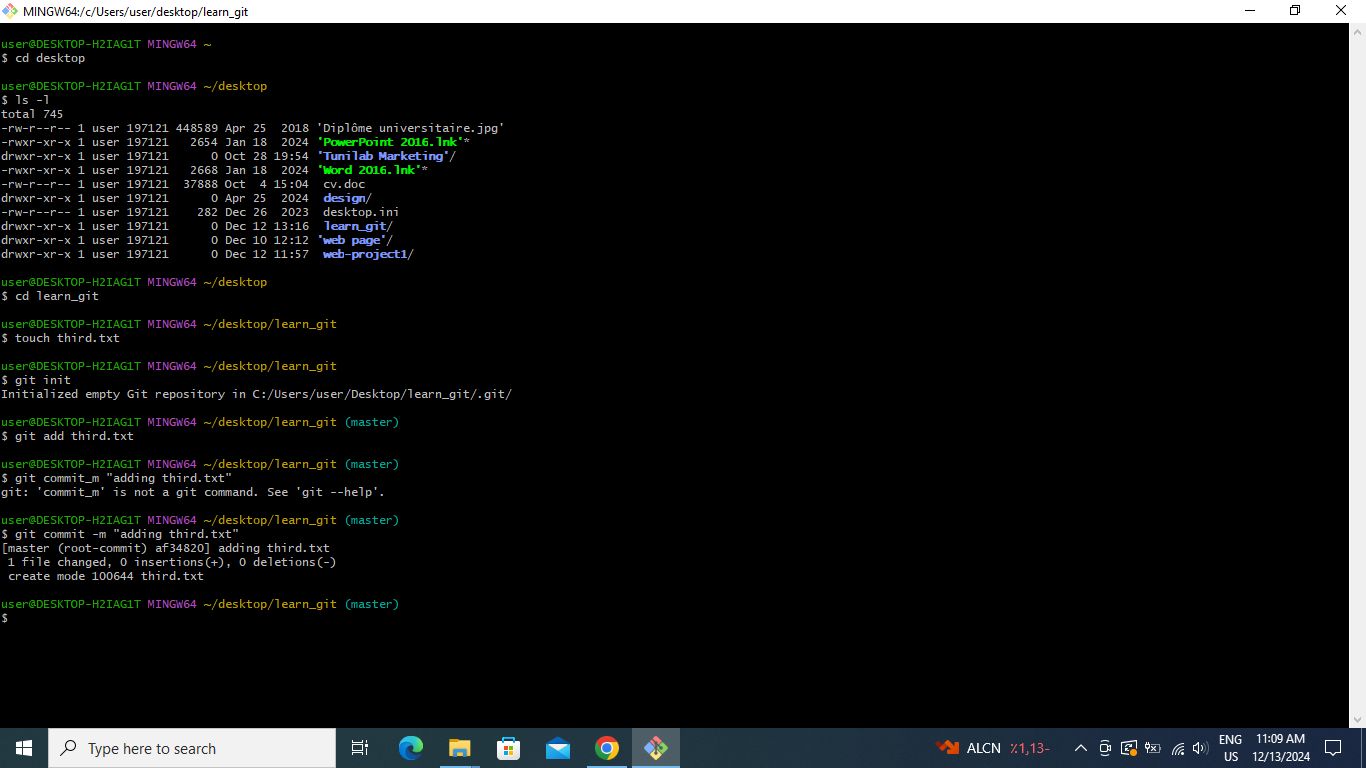 MINGW64:/c/Users/user/desktop/learn_git
user@DESKTOP-H2IAG1T MINGW64 ~
$ cd desktop
user@DESKTOP-H2IAG1T MINGW64 ~/desktop
$ ls -l
total 745
-rw-r--r-- 1 user 197121 448589 Apr 25  2018 'Diplôme universitaire.jpg'
-rwxr-xr-x 1 user 197121   2654 Jan 18  2024 'PowerPoint 2016.lnk'*
drwxr-xr-x 1 user 197121      0 Oct 28 19:54 'Tunilab Marketing'/
-rwxr-xr-x 1 user 197121   2668 Jan 18  2024 'Word 2016.lnk'*
-rw-r--r-- 1 user 197121  37888 Oct  4 15:04  cv.doc
drwxr-xr-x 1 user 197121      0 Apr 25  2024  design/
-rw-r--r-- 1 user 197121    282 Dec 26  2023  desktop.ini
drwxr-xr-x 1 user 197121      0 Dec 12 13:16  learn_git/
drwxr-xr-x 1 user 197121      0 Dec 10 12:12 'web page'/
drwxr-xr-x 1 user 197121      0 Dec 12 11:57  web-project1/
user@DESKTOP-H2IAG1T MINGW64 ~/desktop
$ cd learn_git
user@DESKTOP-H2IAG1T MINGW64 ~/desktop/learn_git
$ touch third.txt
user@DESKTOP-H2IAG1T MINGW64 ~/desktop/learn_git
$ git init
Initialized empty Git repository in C:/Users/user/Desktop/learn_git/.git/
user@DESKTOP-H2IAG1T MINGW64 ~/desktop/learn_git (master)
$ git add third.txt
user@DESKTOP-H2IAG1T MINGW64 ~/desktop/learn_git (master)
$ git commit_m "adding third.txt"
git: 'commit_m' is not a git command. See 'git --help'.
user@DESKTOP-H2IAG1T MINGW64 ~/desktop/learn_git (master)
$ git commit -m "adding third.txt"
[master (root-commit) af34820] adding third.txt
 1 file changed, 0 insertions(+), 0 deletions(-)
 create mode 100644 third.txt
user@DESKTOP-H2IAG1T MINGW64 ~/desktop/learn_git (master)
$
Type here to search
ALCN ٪1,13-
ENG
US
11:09 AM
12/13/2024